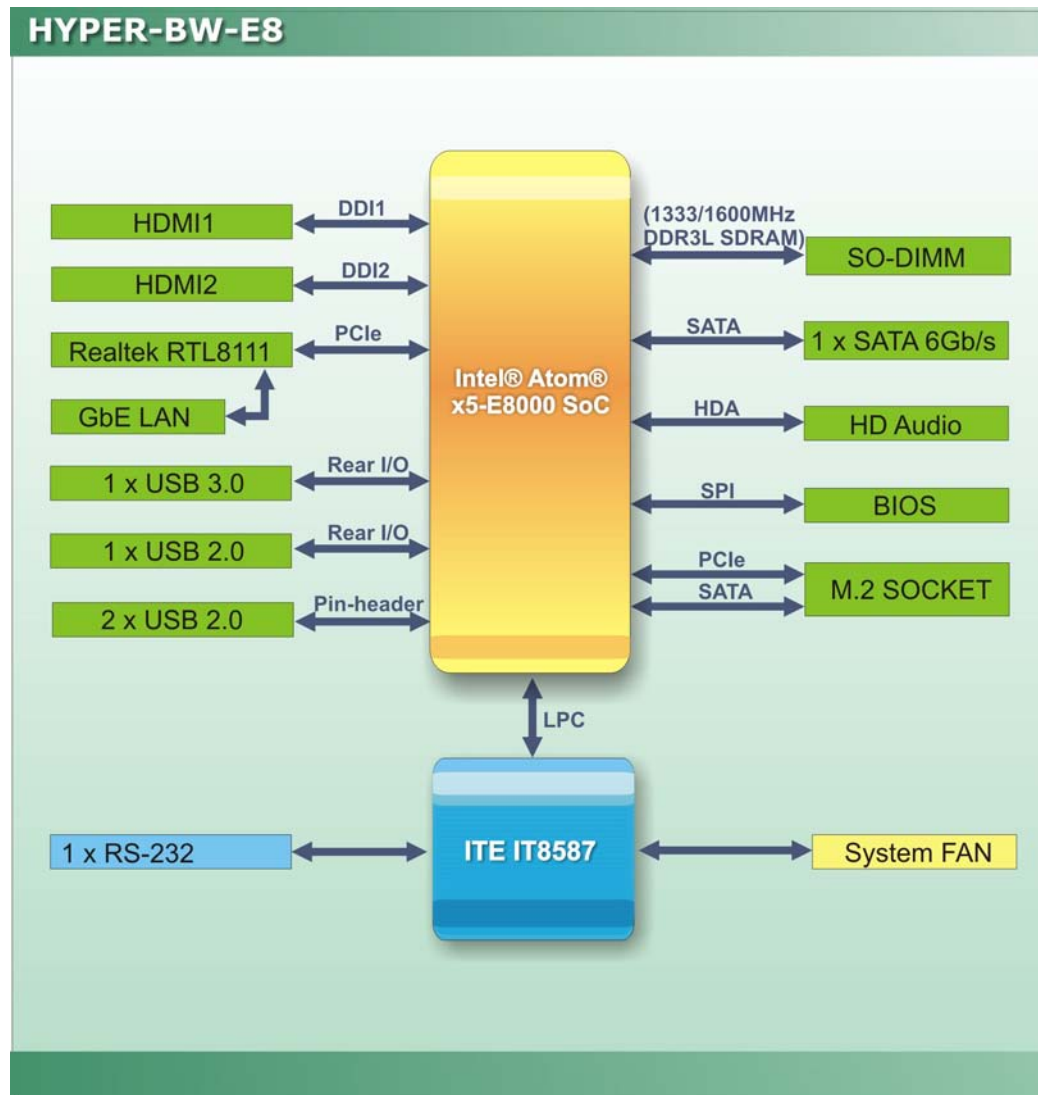 HYPER-BW-E8
HDMI1
DDI1
HDMI2
DDI2
Realtek RTL8111
PCIe
GbE LAN
1 x USB 3.0
Rear I/O
1 x USB 2.0
Rear I/O
2 x USB 2.0
Pin-header
Intel® Atom®
x5-E8000 SoC
(1333/1600MHz
DDR3L SDRAM)
SO-DIMM
SATA
1 x SATA 6Gb/s
HDA
HD Audio
SPI
BIOS
PCIe
SATA
M.2 SOCKET
LPC
1 x RS-232
ITE IT8587
System FAN